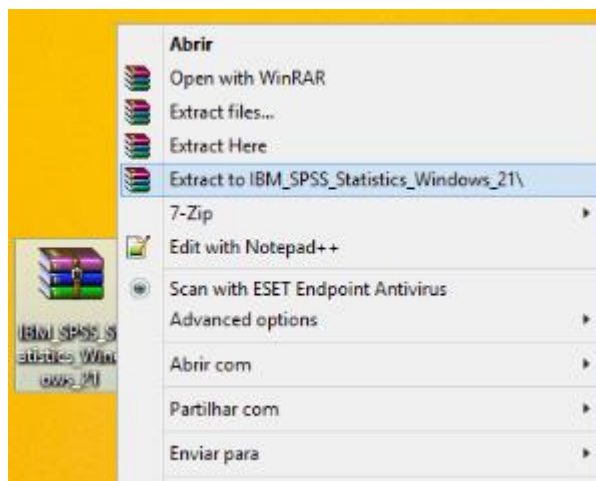 Abrir
Open with WinRAR
Extract files...
Extract Here
Extract to IBM_SPSS_Statistics_Windows_21\
7-Zip
Edit with Notepad++
Scan with ESET Endpoint Antivirus
Advanced options
Abrir com
Partilhar com
Enviar para
IBM_SPSS_S
atistics_Wind
ows_21